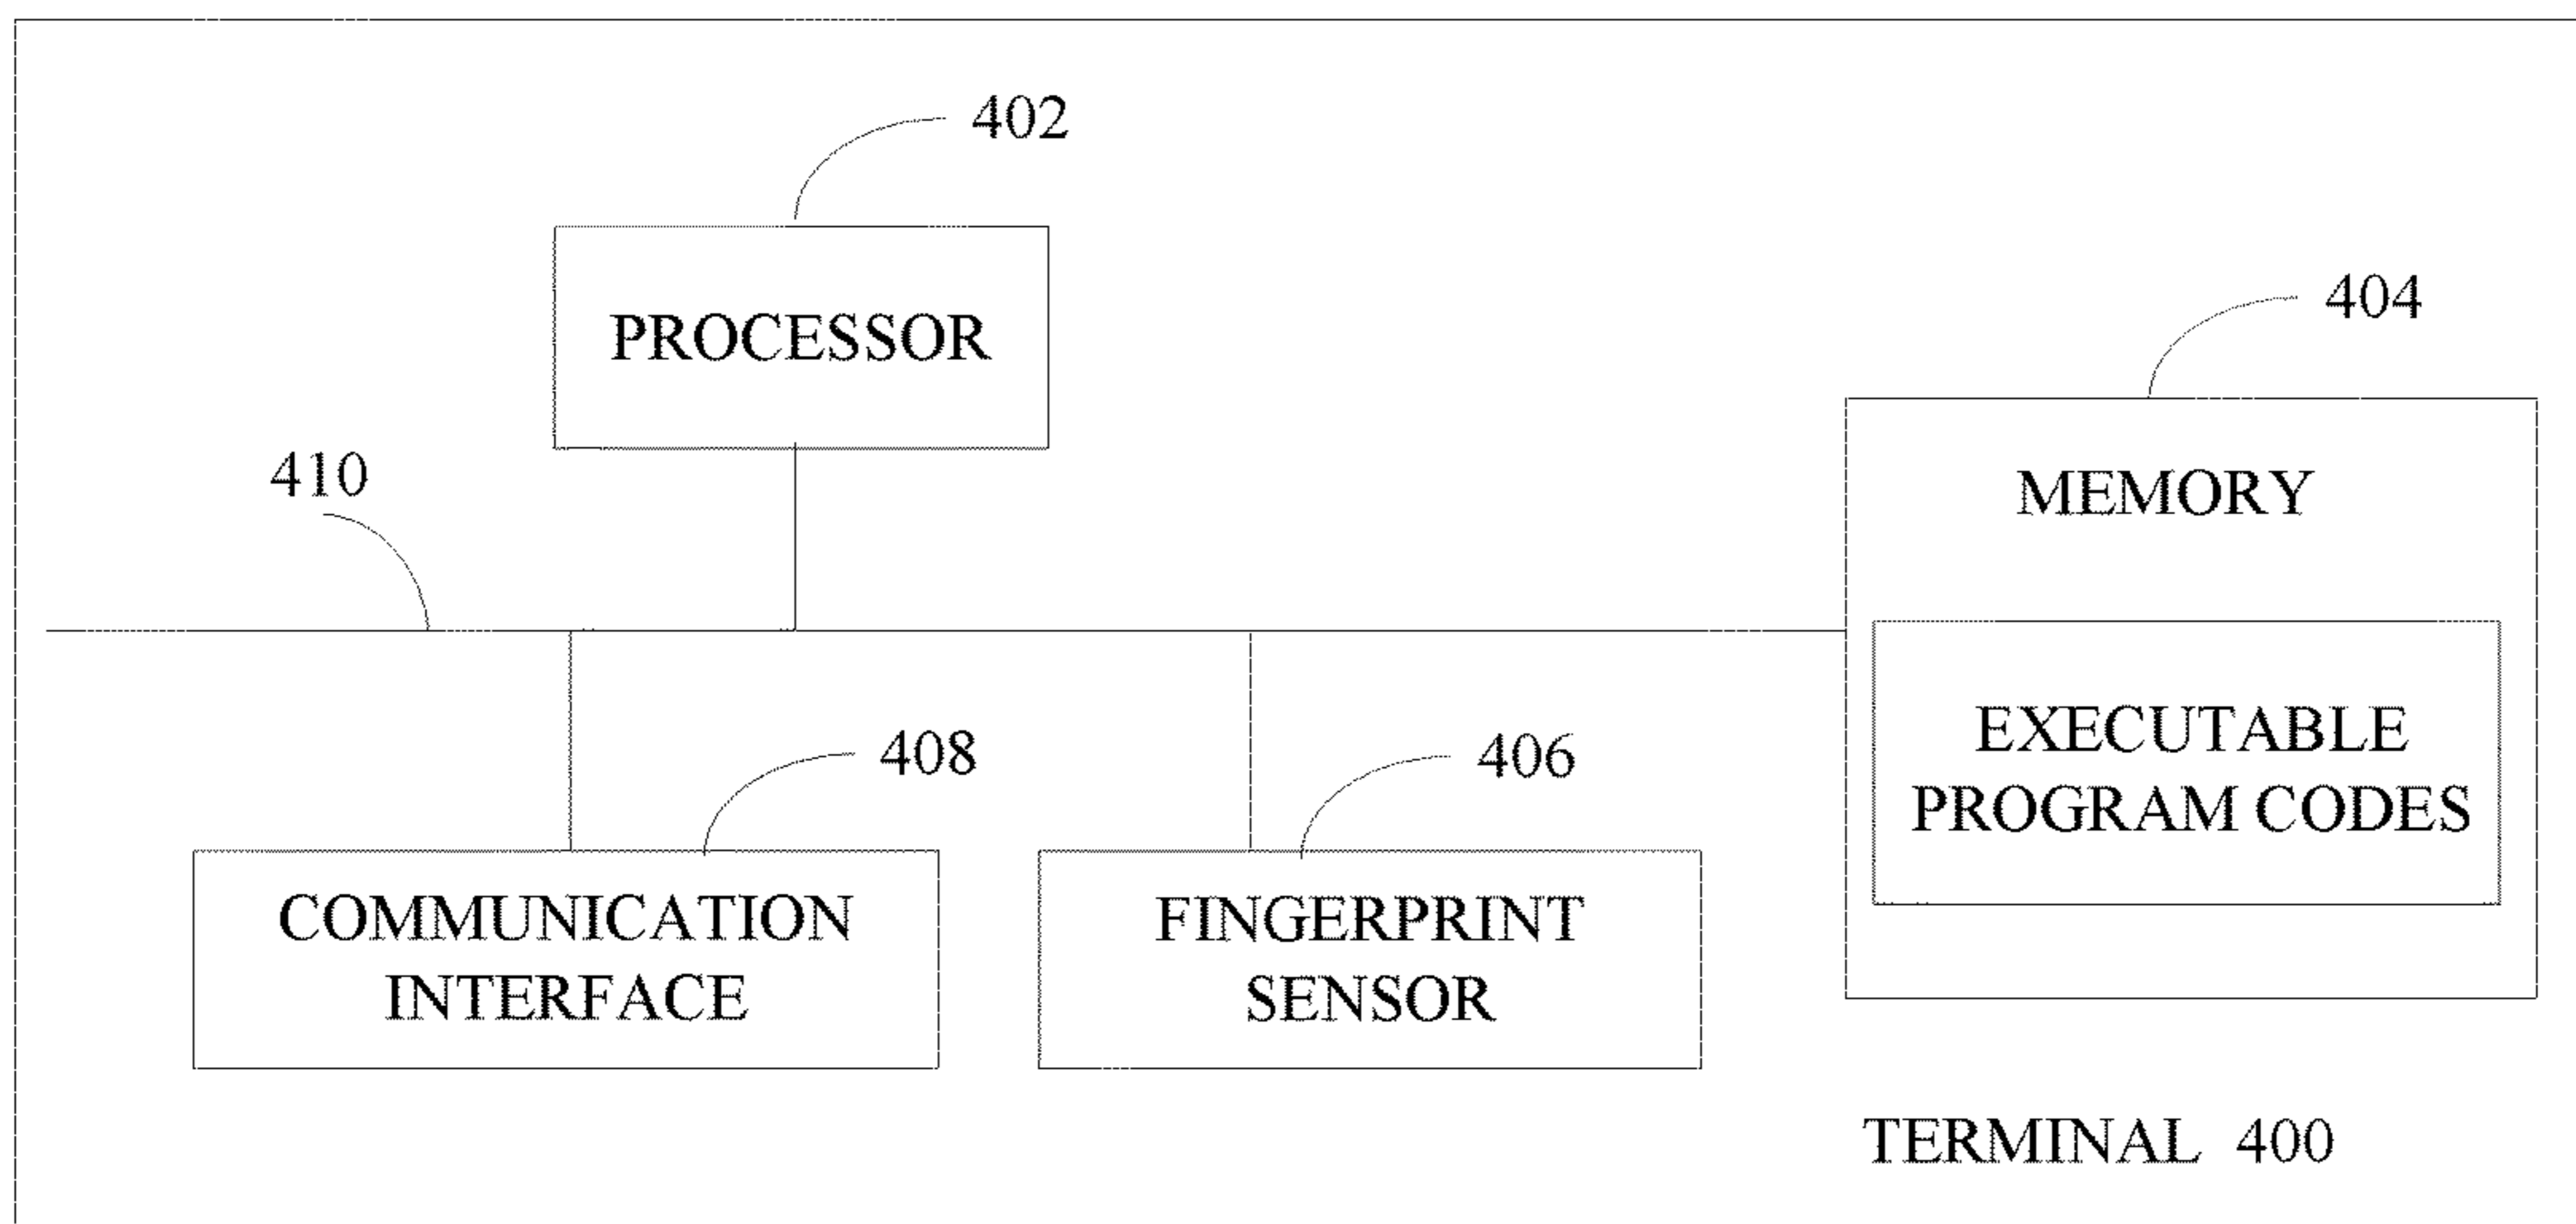 402
PROCESSOR
404
410
MEMORY
EXECUTABLE
PROGRAM CODES
408
406
COMMUNICATION
INTERFACE
FINGERPRINT
SENSOR
TERMINAL 400